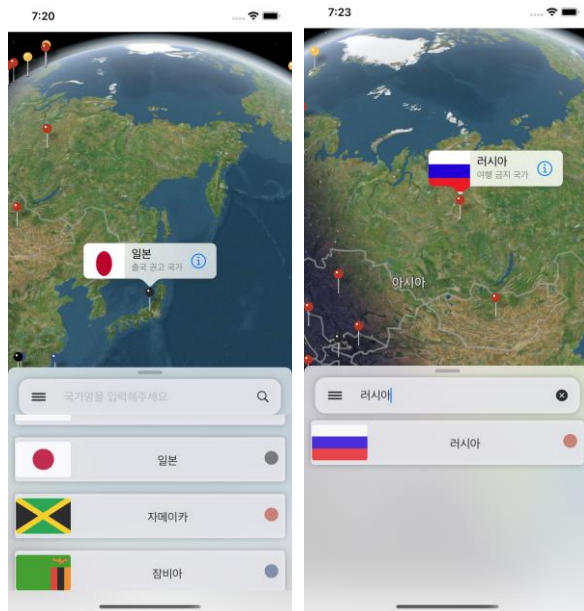 7:20
일본
출국 권고 국가
국가명을 입력해주세요
일본
자메이카
잠비아
7:23
러시아
여행 금지 국가
아시아
러시아
러시아